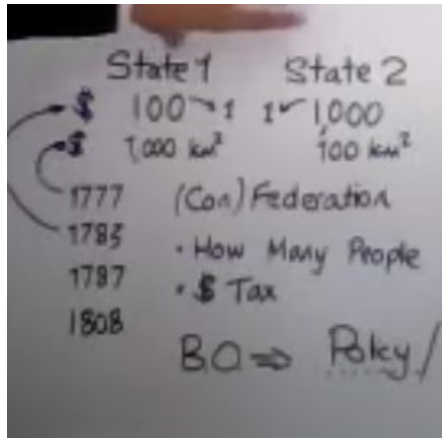 State 1 State 2
$ 100 → 1 1 ← 1,000
$ 1,000 km² 100 km²
1777 (Con) Federation
1785 • How Many People
1787 • $ Tax
1808
B.O ⇒ Policy /